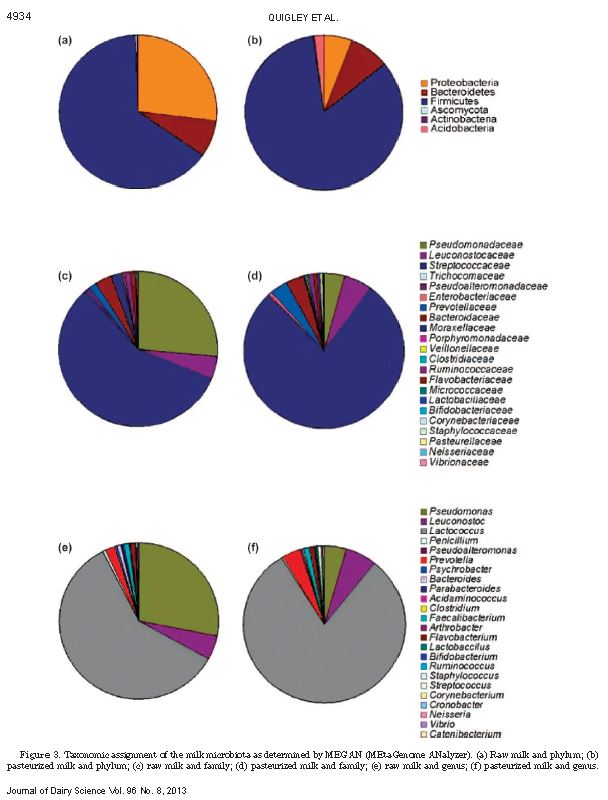 4934
QUIGLEY ET AL.
(a)
(b)
Proteobacteria
Bacteroidetes
Firmicutes
Ascomycota
Actinobacteria
Acidobacteria
(c)
(d)
Pseudomonadaceae
Leuconostocaceae
Streptococcaceae
Trichocomaceae
Pseudoalteromonadaceae
Enterobacteriaceae
Prevotellaceae
Bacteroidaceae
Moraxellaceae
Porphyromonadaceae
Veillonellaceae
Clostridiaceae
Ruminococcaceae
Flavobacteriaceae
Micrococcaceae
Lactobacillaceae
Bifidobacteriaceae
Corynebacteriaceae
Staphylococcaceae
Pasteurellaceae
Neisseriaceae
Vibrionaceae
(e)
(f)
Pseudomonas
Leuconostoc
Lactococcus
Penicillium
Pseudoalteromonas
Prevotella
Psychrobacter
Bacteroides
Parabacteroides
Acidaminococcus
Clostridium
Faecalibacterium
Arthrobacter
Flavobacterium
Lactobaccilus
Bifidobacterium
Ruminococcus
Staphylococcus
Streptococcus
Corynebacterium
Cronobacter
Neisseria
Vibrio
Catenibacterium
Figure 3. Taxonomic assignment of the milk microbiota as determined by MEGAN (MEtaGenome ANalyzer). (a) Raw milk and phylum; (b)
pasteurized milk and phylum; (c) raw milk and family; (d) pasteurized milk and family; (e) raw milk and genus; (f) pasteurized milk and genus.
Journal of Dairy Science Vol. 96 No. 8, 2013